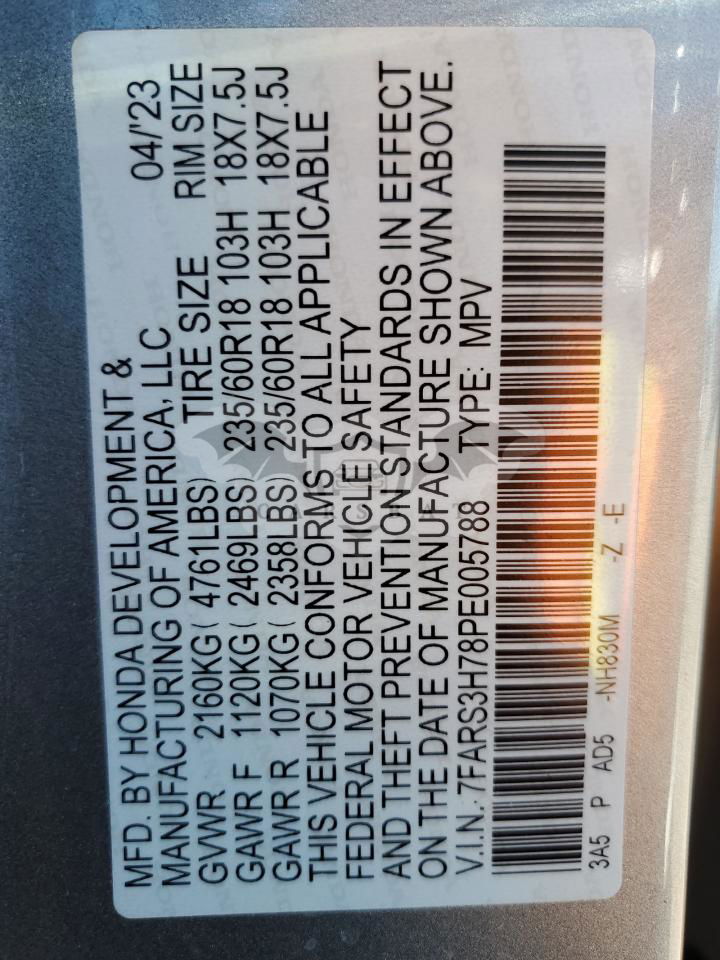 MFD. BY HONDA DEVELOPMENT &
MANUFACTURING OF AMERICA, LLC 04/'23
GVWR 2160KG( 4761LBS) TIRE SIZE RIM SIZE
GAWR F 1120KG( 2469LBS) 235/60R18 103H 18X7.5J
GAWR R 1070KG( 2358LBS) 235/60R18 103H 18X7.5J
THIS VEHICLE CONFORMS TO ALL APPLICABLE
FEDERAL MOTOR VEHICLE SAFETY
AND THEFT PREVENTION STANDARDS IN EFFECT
ON THE DATE OF MANUFACTURE SHOWN ABOVE.
V.I.N.: 7FARS3H78PE005788 TYPE: MPV
3A5 P AD5 -NH830M -Z -E